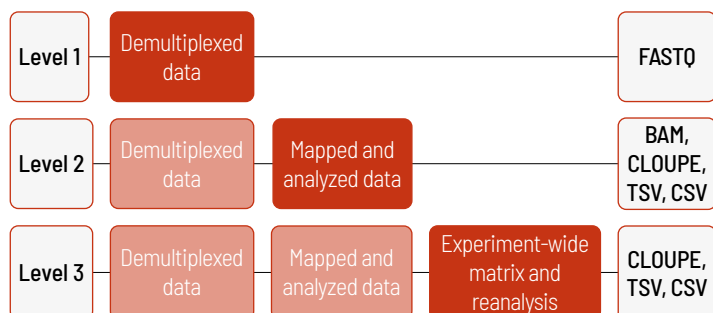 Level 1
Demultiplexed
data
FASTQ
Level 2
Demultiplexed
data
Mapped and
analyzed data
BAM,
CLOUPE,
TSV, CSV
Level 3
Demultiplexed
data
Mapped and
analyzed data
Experiment-wide
matrix and
reanalysis
CLOUPE,
TSV, CSV